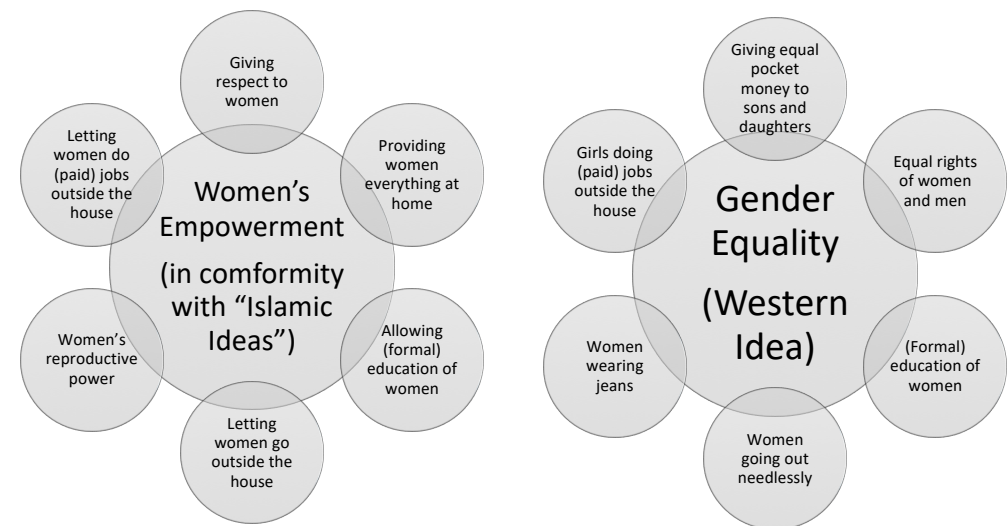 Giving
respect to
women
Providing
women
everything at
home
Allowing
(formal)
education of
women
Letting
women go
outside the
house
Women's
reproductive
power
Letting
women do
(paid) jobs
outside the
house
Women’s
Empowerment
(in comformity
with “Islamic
Ideas”)
Giving equal
pocket
money to
sons and
daughters
Equal rights
of women
and men
(Formal)
education of
women
Women
going out
needlessly
Women
wearing
jeans
Girls doing
(paid) jobs
outside the
house
Gender
Equality
(Western
Idea)